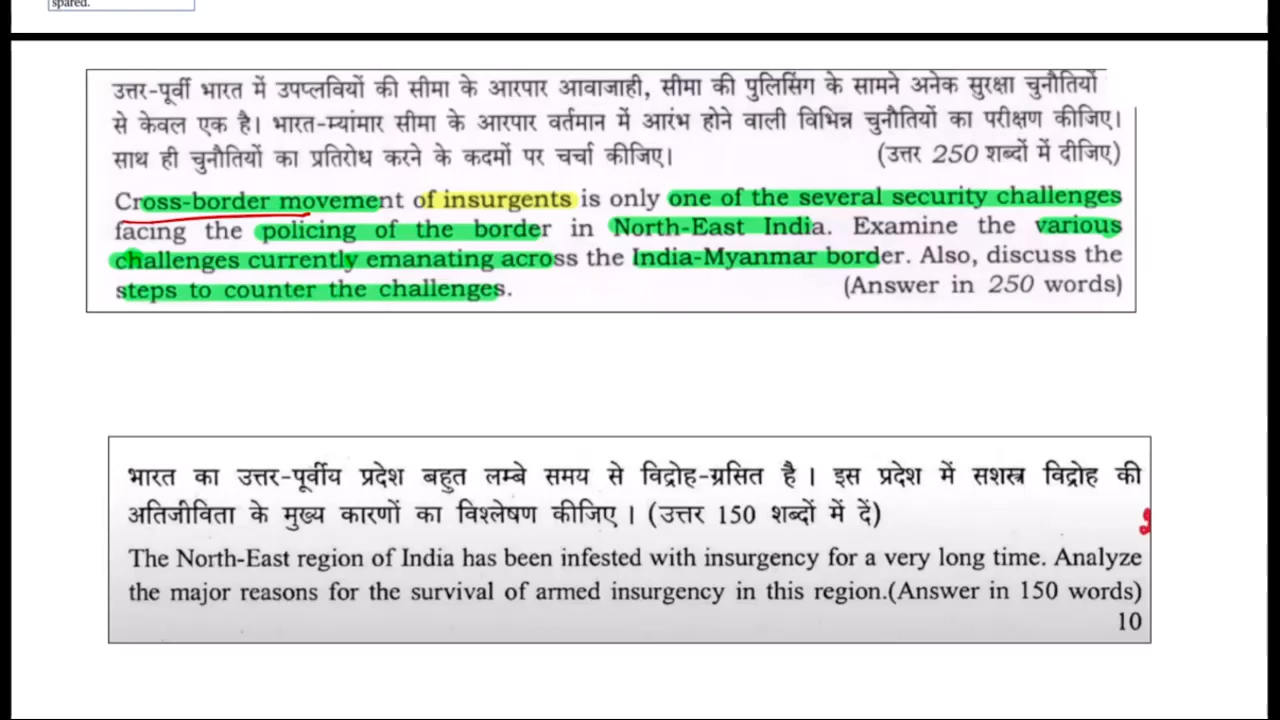 spared.
उत्तर-पूर्वी भारत में उपप्लवियों की सीमा के आरपार आवाजाही, सीमा की पुलिसिंग के सामने अनेक सुरक्षा चुनौतियों
से केवल एक है। भारत-म्यांमार सीमा के आरपार वर्तमान में आरंभ होने वाली विभिन्न चुनौतियों का परीक्षण कीजिए।
साथ ही चुनौतियों का प्रतिरोध करने के कदमों पर चर्चा कीजिए। (उत्तर 250 शब्दों में दीजिए)
Cross-border movement of insurgents is only one of the several security challenges
facing the policing of the border in North-East India. Examine the various
challenges currently emanating across the India-Myanmar border. Also, discuss the
steps to counter the challenges. (Answer in 250 words)
भारत का उत्तर-पूर्वीय प्रदेश बहुत लम्बे समय से विद्रोह-ग्रसित है । इस प्रदेश में सशस्त्र विद्रोह की
अतिजीविता के मुख्य कारणों का विश्लेषण कीजिए । (उत्तर 150 शब्दों में दें)
The North-East region of India has been infested with insurgency for a very long time. Analyze
the major reasons for the survival of armed insurgency in this region.(Answer in 150 words)
10